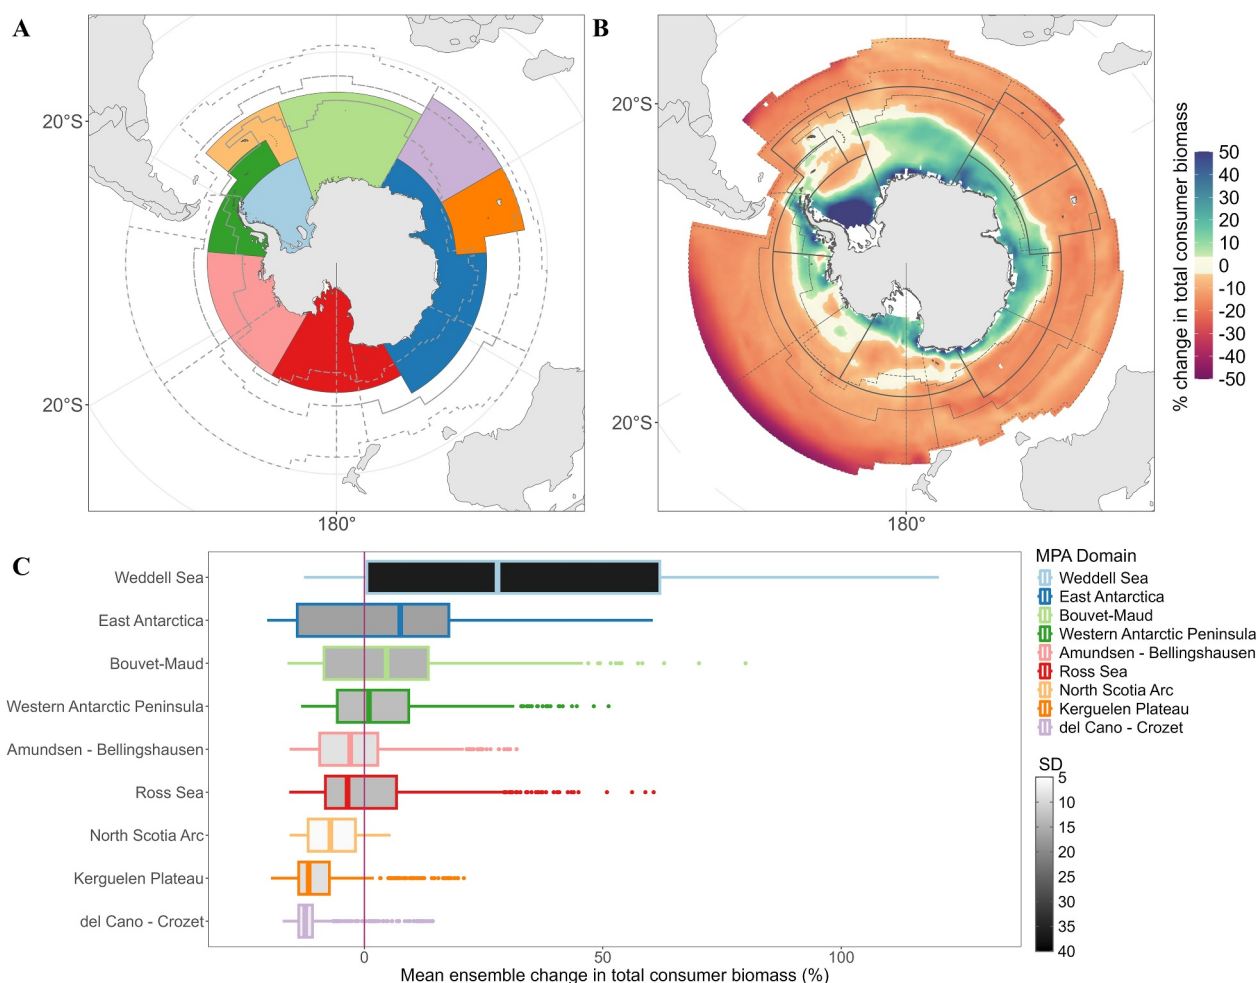 A
B
20°S
20°S
180°
20°S
20°S
180°
% change in total consumer biomass
50
40
30
20
10
0
-10
-20
-30
-40
-50
C
Weddell Sea
East Antarctica
Bouvet-Maud
Western Antarctic Peninsula
Amundsen - Bellingshausen
Ross Sea
North Scotia Arc
Kerguelen Plateau
del Cano - Crozet
0
50
100
Mean ensemble change in total consumer biomass (%)
MPA Domain
Weddell Sea
East Antarctica
Bouvet-Maud
Western Antarctic Peninsula
Amundsen - Bellingshausen
Ross Sea
North Scotia Arc
Kerguelen Plateau
del Cano - Crozet
SD
5
10
15
20
25
30
35
40